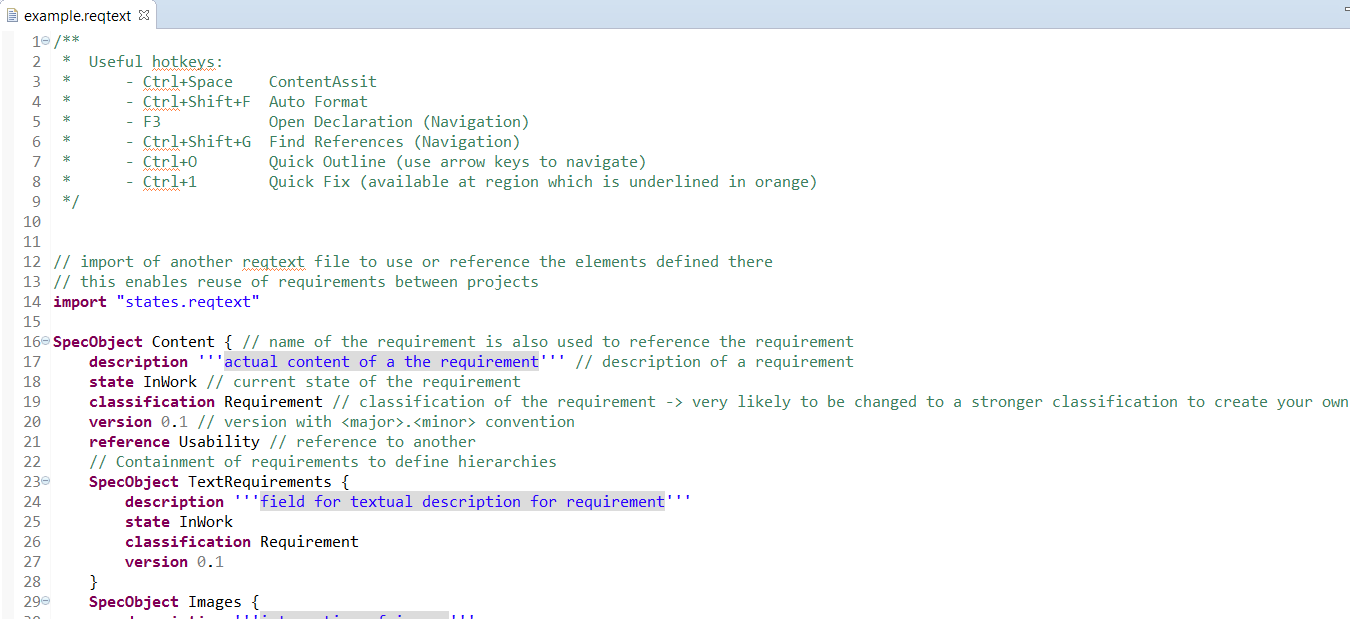 example.reqtext
1 /**
2  *  Useful hotkeys:
3  *      - Ctrl+Space    ContentAssit
4  *      - Ctrl+Shift+F  Auto Format
5  *      - F3            Open Declaration (Navigation)
6  *      - Ctrl+Shift+G  Find References (Navigation)
7  *      - Ctrl+O        Quick Outline (use arrow keys to navigate)
8  *      - Ctrl+1        Quick Fix (available at region which is underlined in orange)
9  */
10
11
12 // import of another reqtext file to use or reference the elements defined there
13 // this enables reuse of requirements between projects
14 import "states.reqtext"
15
16 SpecObject Content { // name of the requirement is also used to reference the requirement
17     description '''actual content of a the requirement''' // description of a requirement
18     state InWork // current state of the requirement
19     classification Requirement // classification of the requirement -> very likely to be changed to a stronger classification to create your own
20     version 0.1 // version with <major>.<minor> convention
21     reference Usability // reference to another
22     // Containment of requirements to define hierarchies
23     SpecObject TextRequirements {
24         description '''field for textual description for requirement'''
25         state InWork
26         classification Requirement
27         version 0.1
28     }
29     SpecObject Images {